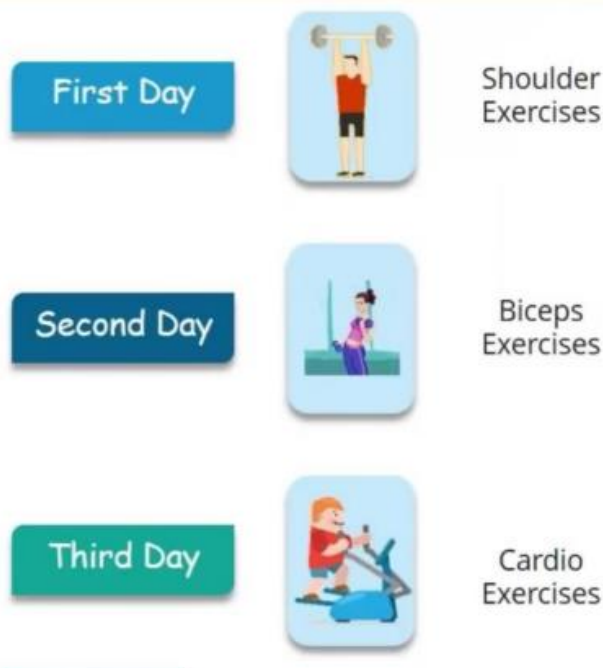 First Day
Shoulder
Exercises
Second Day
Biceps
Exercises
Third Day
Cardio
Exercises